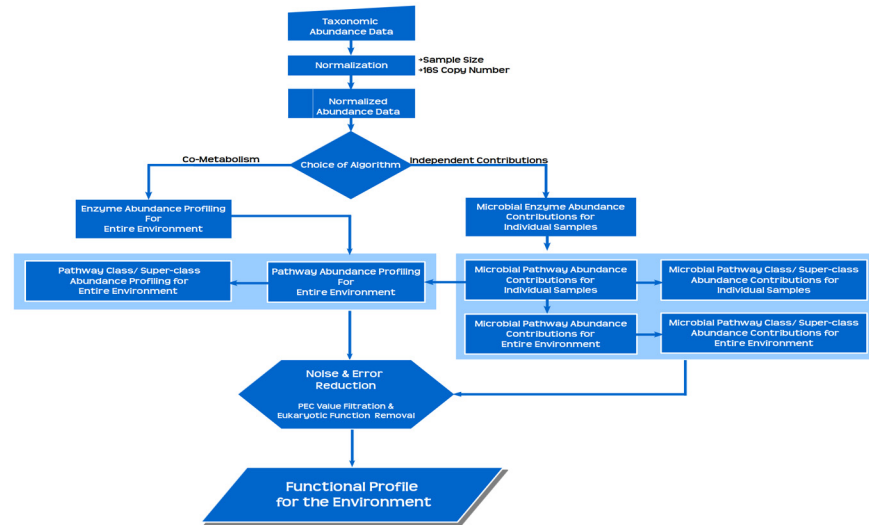 Taxonomic
Abundance Data
Normalization
→Sample Size
→16S Copy Number
Normalized
Abundance Data
Choice of Algorithm
Co-Metabolism
Independent Contributions
Enzyme Abundance Profiling
For
Entire Environment
Microbial Enzyme Abundance
Contributions for
Individual Samples
Pathway Class/ Super-class
Abundance Profiling for
Entire Environment
Pathway Abundance Profiling
For
Entire Environment
Microbial Pathway Abundance
Contributions for
Individual Samples
Microbial Pathway Class/ Super-class
Abundance Contributions for
Individual Samples
Microbial Pathway Abundance
Contributions for
Entire Environment
Microbial Pathway Class/ Super-class
Abundance Contributions for
Entire Environment
Noise & Error
Reduction
PEC Value Filtration &
Eukaryotic Function Removal
Functional Profile
for the Environment